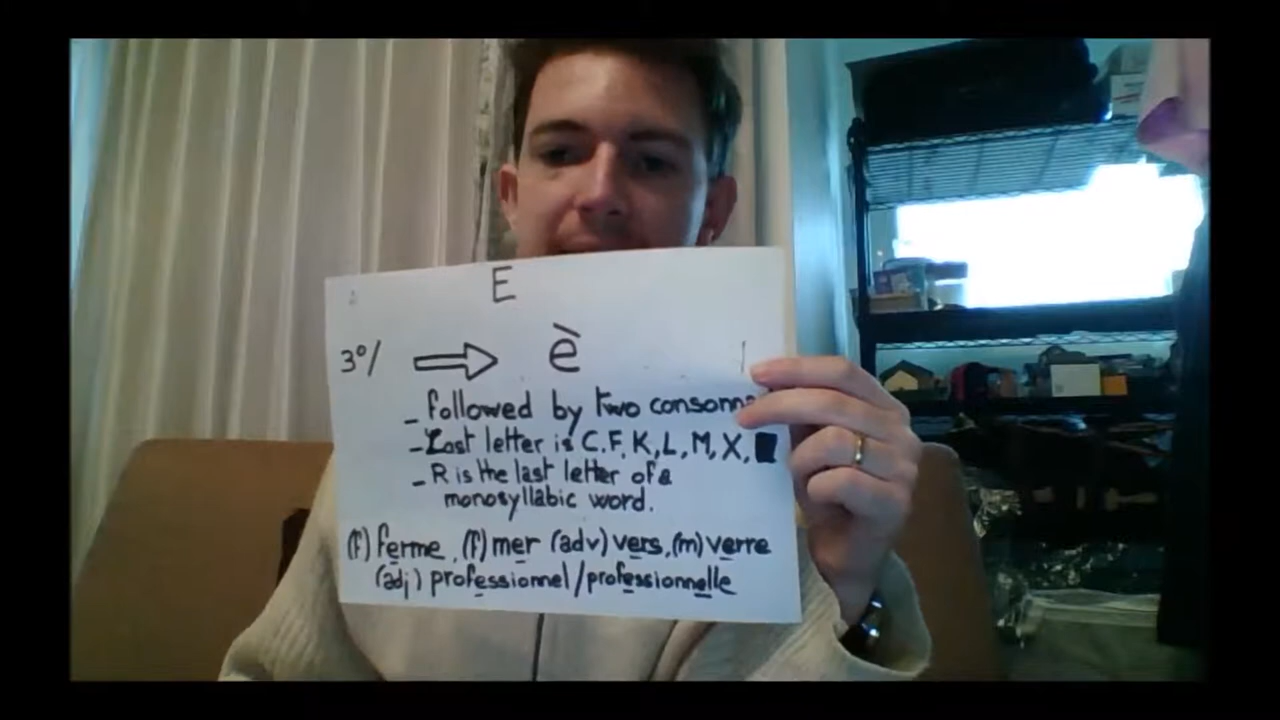 E
3°/ ⇒ è
- followed by two
- Last letter is C.F, K, L, M, X,
- R is the last letter of a
monosyllabic word.
(f) ferme, (f) mer (adv) vers, (m) verre
(adj) professionnel/professionnelle